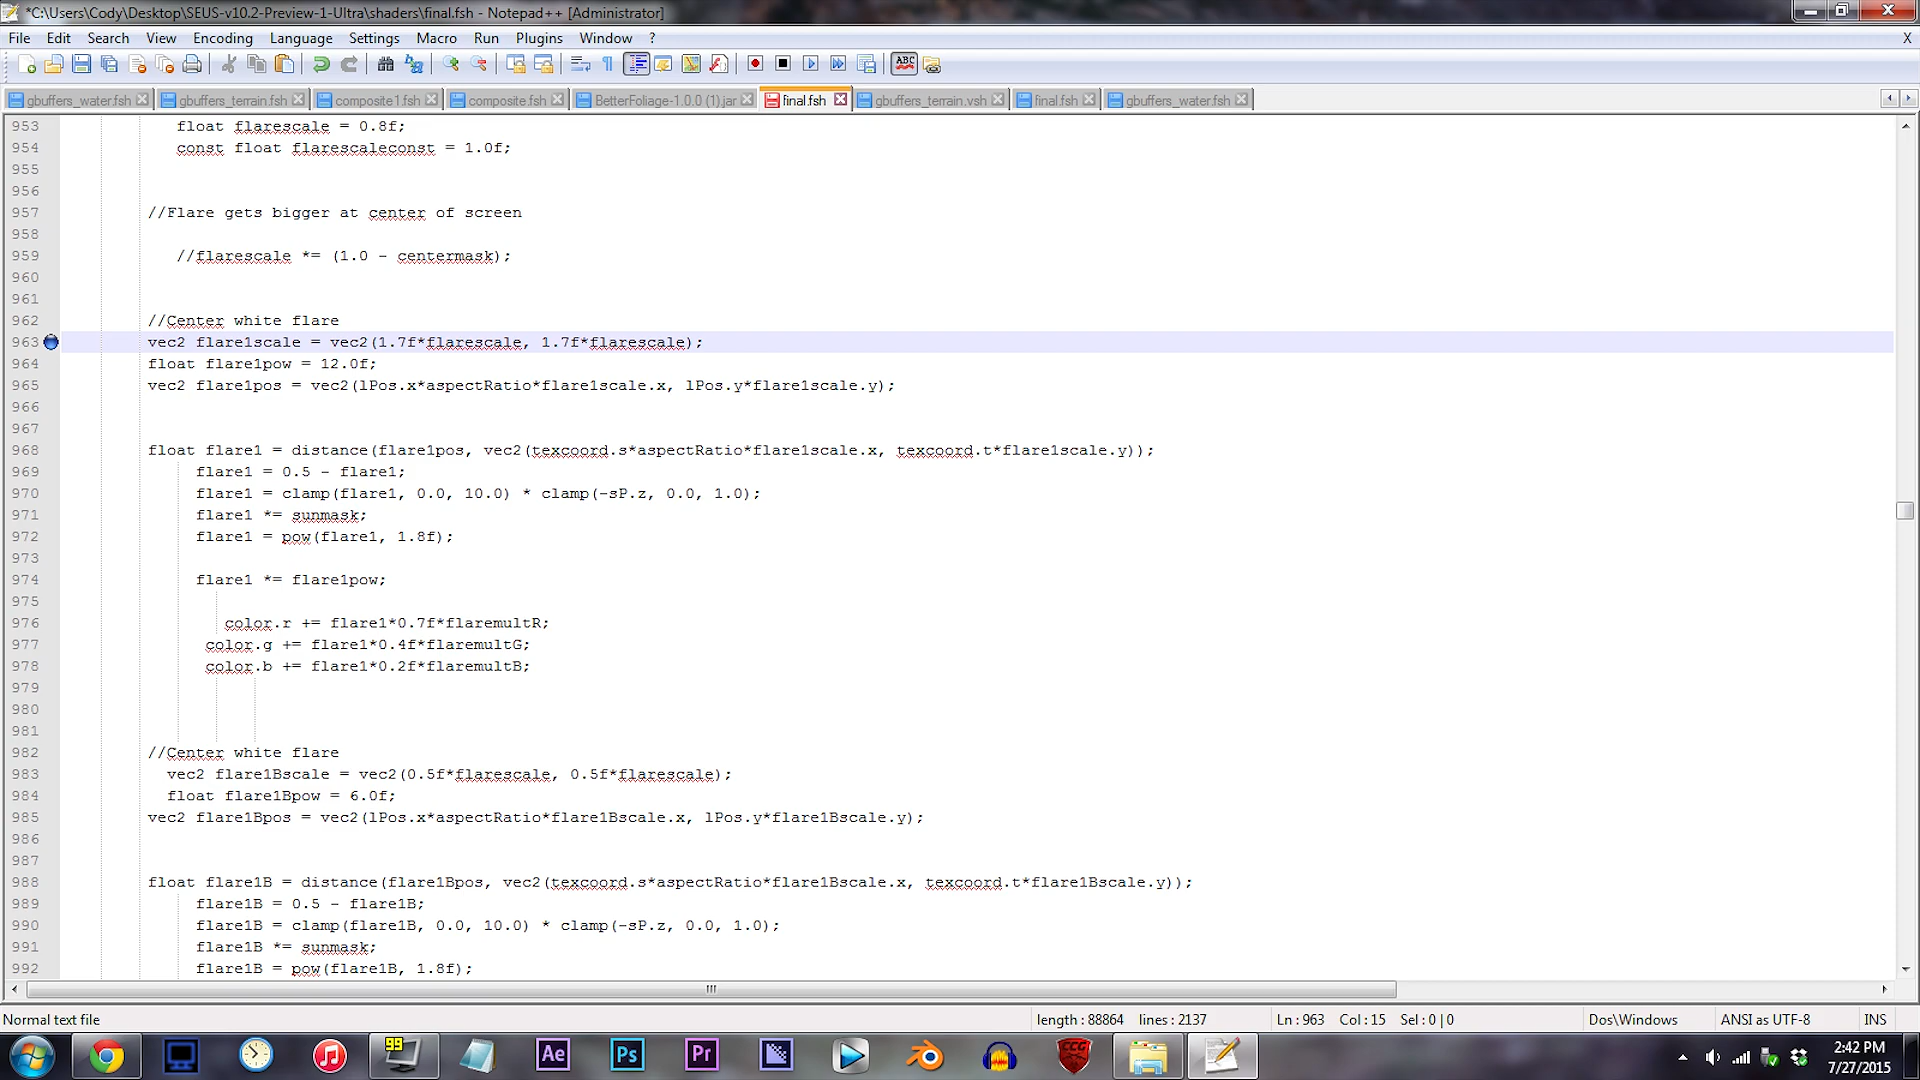 *C:\Users\Cody\Desktop\SEUS-v10.2-Preview-1-Ultra\shaders\final.fsh - Notepad++ [Administrator]
File Edit Search View Encoding Language Settings Macro Run Plugins Window ? X
gbuffers_water.fsh gbuffers_terrain.fsh composite1.fsh composite.fsh BetterFoliage-1.0.0 (1).jar final.fsh gbuffers_terrain.vsh final.fsh gbuffers_water.fsh
953 float flarescale = 0.8f;
954 const float flarescaleconst = 1.0f;
955
956
957 //Flare gets bigger at center of screen
958
959 //flarescale *= (1.0 - centermask);
960
961
962 //Center white flare
963 vec2 flare1scale = vec2(1.7f*flarescale, 1.7f*flarescale);
964 float flare1pow = 12.0f;
965 vec2 flare1pos = vec2(lPos.x*aspectRatio*flare1scale.x, lPos.y*flare1scale.y);
966
967
968 float flare1 = distance(flare1pos, vec2(texcoord.s*aspectRatio*flare1scale.x, texcoord.t*flare1scale.y));
969 flare1 = 0.5 - flare1;
970 flare1 = clamp(flare1, 0.0, 10.0) * clamp(-sP.z, 0.0, 1.0);
971 flare1 *= sunmask;
972 flare1 = pow(flare1, 1.8f);
973
974 flare1 *= flare1pow;
975
976 color.r += flare1*0.7f*flaremultR;
977 color.g += flare1*0.4f*flaremultG;
978 color.b += flare1*0.2f*flaremultB;
979
980
981
982 //Center white flare
983 vec2 flare1Bscale = vec2(0.5f*flarescale, 0.5f*flarescale);
984 float flare1Bpow = 6.0f;
985 vec2 flare1Bpos = vec2(lPos.x*aspectRatio*flare1Bscale.x, lPos.y*flare1Bscale.y);
986
987
988 float flare1B = distance(flare1Bpos, vec2(texcoord.s*aspectRatio*flare1Bscale.x, texcoord.t*flare1Bscale.y));
989 flare1B = 0.5 - flare1B;
990 flare1B = clamp(flare1B, 0.0, 10.0) * clamp(-sP.z, 0.0, 1.0);
991 flare1B *= sunmask;
992 flare1B = pow(flare1B, 1.8f);
Normal text file length : 88864 lines : 2137 Ln : 963 Col : 15 Sel : 0 | 0 Dos\Windows ANSI as UTF-8 INS
99 Ae Ps Pr CCG
2:42 PM
7/27/2015